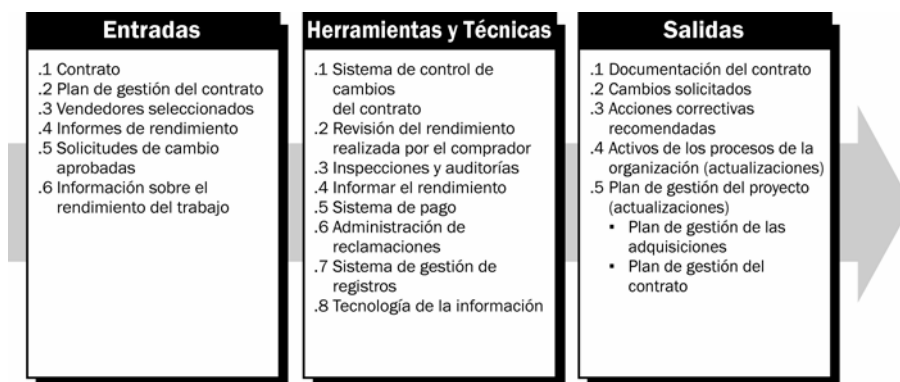 Entradas
.1 Contrato
.2 Plan de gestión del contrato
.3 Vendedores seleccionados
.4 Informes de rendimiento
.5 Solicitudes de cambio
aprobadas
.6 Información sobre el
rendimiento del trabajo
Herramientas y Técnicas
.1 Sistema de control de
cambios
del contrato
.2 Revisión del rendimiento
realizada por el comprador
.3 Inspecciones y auditorías
.4 Informar el rendimiento
.5 Sistema de pago
.6 Administración de
reclamaciones
.7 Sistema de gestión de
registros
.8 Tecnología de la información
Salidas
.1 Documentación del contrato
.2 Cambios solicitados
.3 Acciones correctivas
recomendadas
.4 Activos de los procesos de la
organización (actualizaciones)
.5 Plan de gestión del proyecto
(actualizaciones)
▪ Plan de gestión de las
adquisiciones
▪ Plan de gestión del
contrato